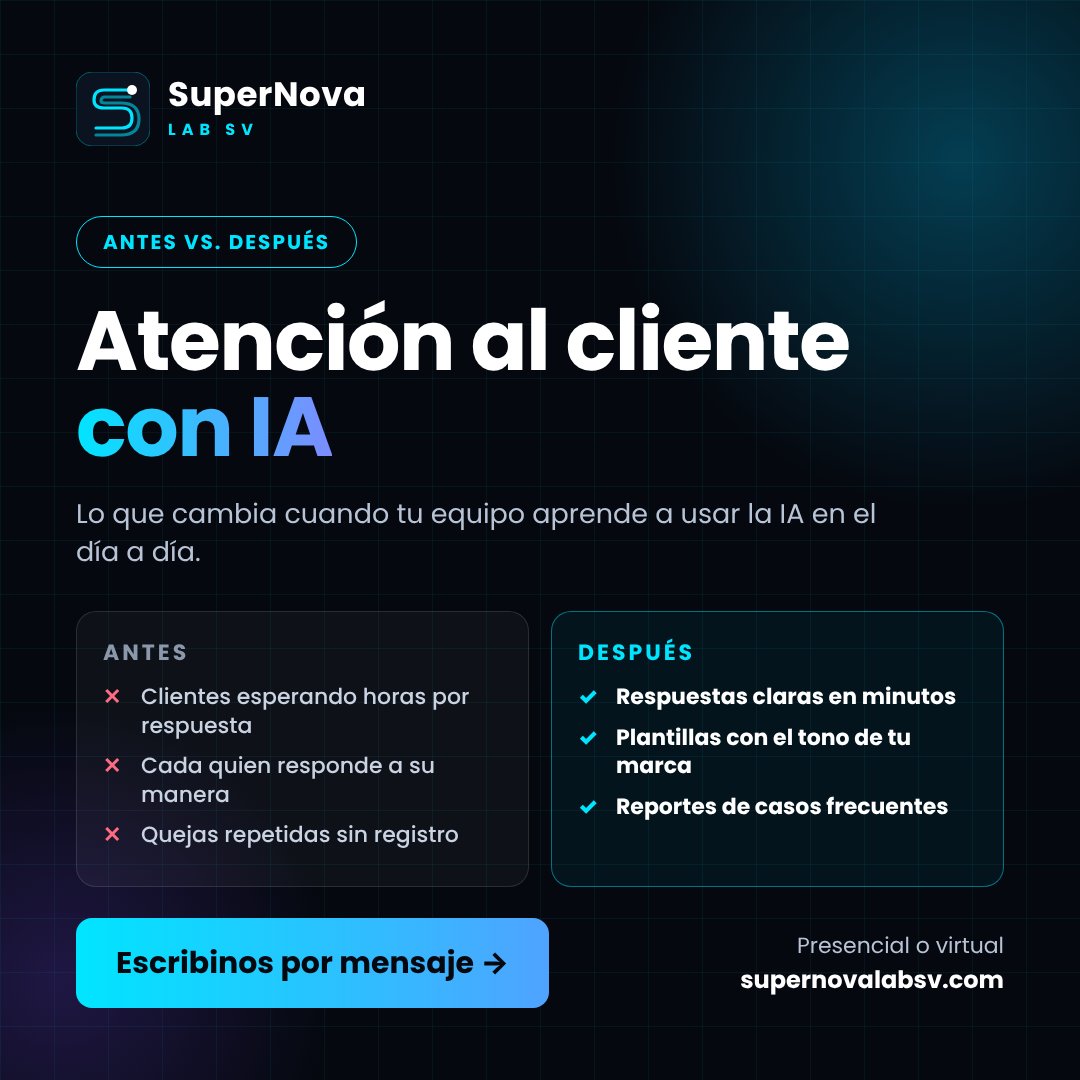 SuperNova
LAB SV
ANTES VS. DESPUÉS
Atención al cliente
con IA
Lo que cambia cuando tu equipo aprende a usar la IA en el
día a día.
ANTES
✕ Clientes esperando horas por
respuesta
✕ Cada quien responde a su
manera
✕ Quejas repetidas sin registro
DESPUÉS
✓ Respuestas claras en minutos
✓ Plantillas con el tono de tu
marca
✓ Reportes de casos frecuentes
Escribinos por mensaje →
Presencial o virtual
supernovalabsv.com